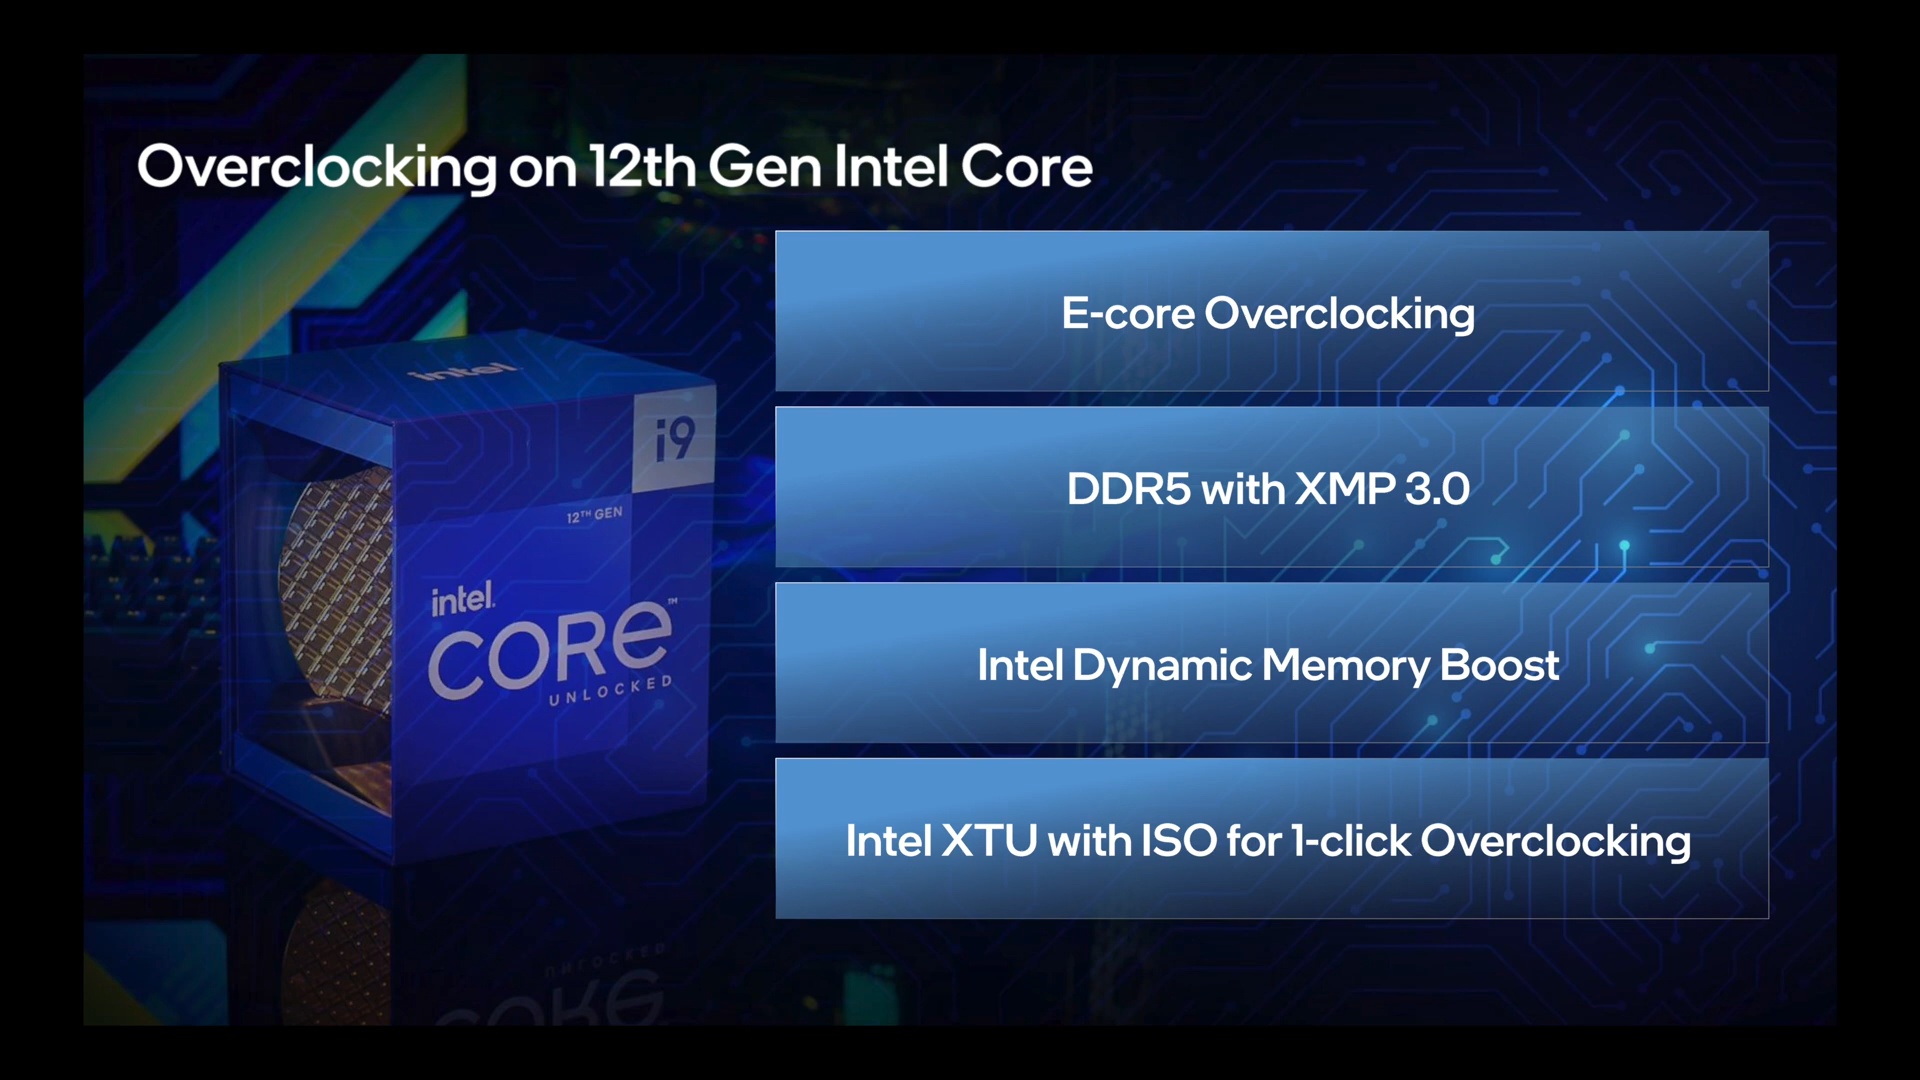 Overclocking on 12th Gen Intel Core
E-core Overclocking
DDR5 with XMP 3.0
Intel Dynamic Memory Boost
Intel XTU with ISO for 1-click Overclocking
intel
i9
12TH GEN
intel.
CORE™
UNLOCKED